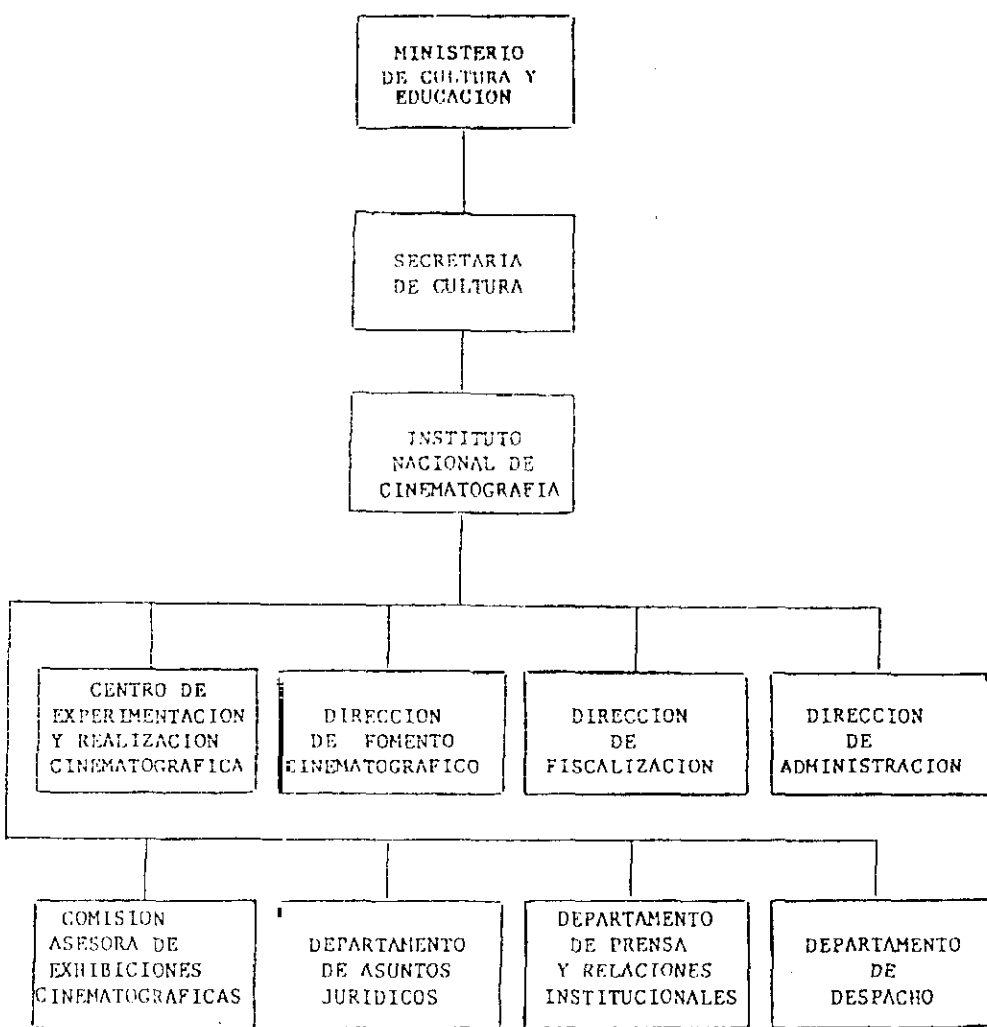 MINISTERIO
DE CULTURA Y
EDUCACION
SECRETARIA
DE CULTURA
INSTITUTO
NACIONAL DE
CINEMATOGRAFIA
CENTRO DE
EXPERIMENTACION
Y REALIZACION
CINEMATOGRAFICA
DIRECCION
DE FOMENTO
CINEMATOGRAFICO
DIRECCION
DE
FISCALIZACION
DIRECCION
DE
ADMINISTRACION
COMISION
ASESORA DE
EXHIBICIONES
CINEMATOGRAFICAS
DEPARTAMENTO
DE ASUNTOS
JURIDICOS
DEPARTAMENTO
DE PRENSA
Y RELACIONES
INSTITUCIONALES
DEPARTAMENTO
DE
DESPACHO